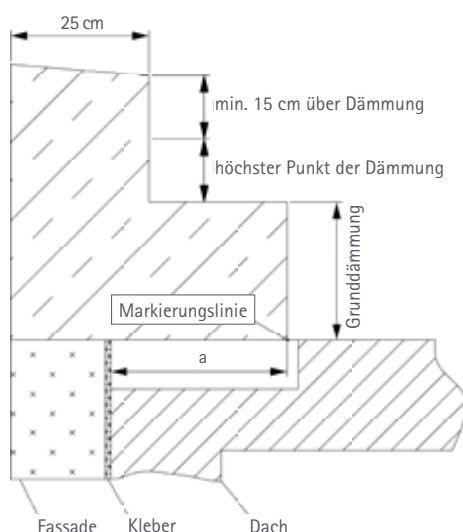 25 cm
min. 15 cm über Dämmung
höchster Punkt der Dämmung
Grunddämmung
Markierungslinie
a
Fassade Kleber Dach